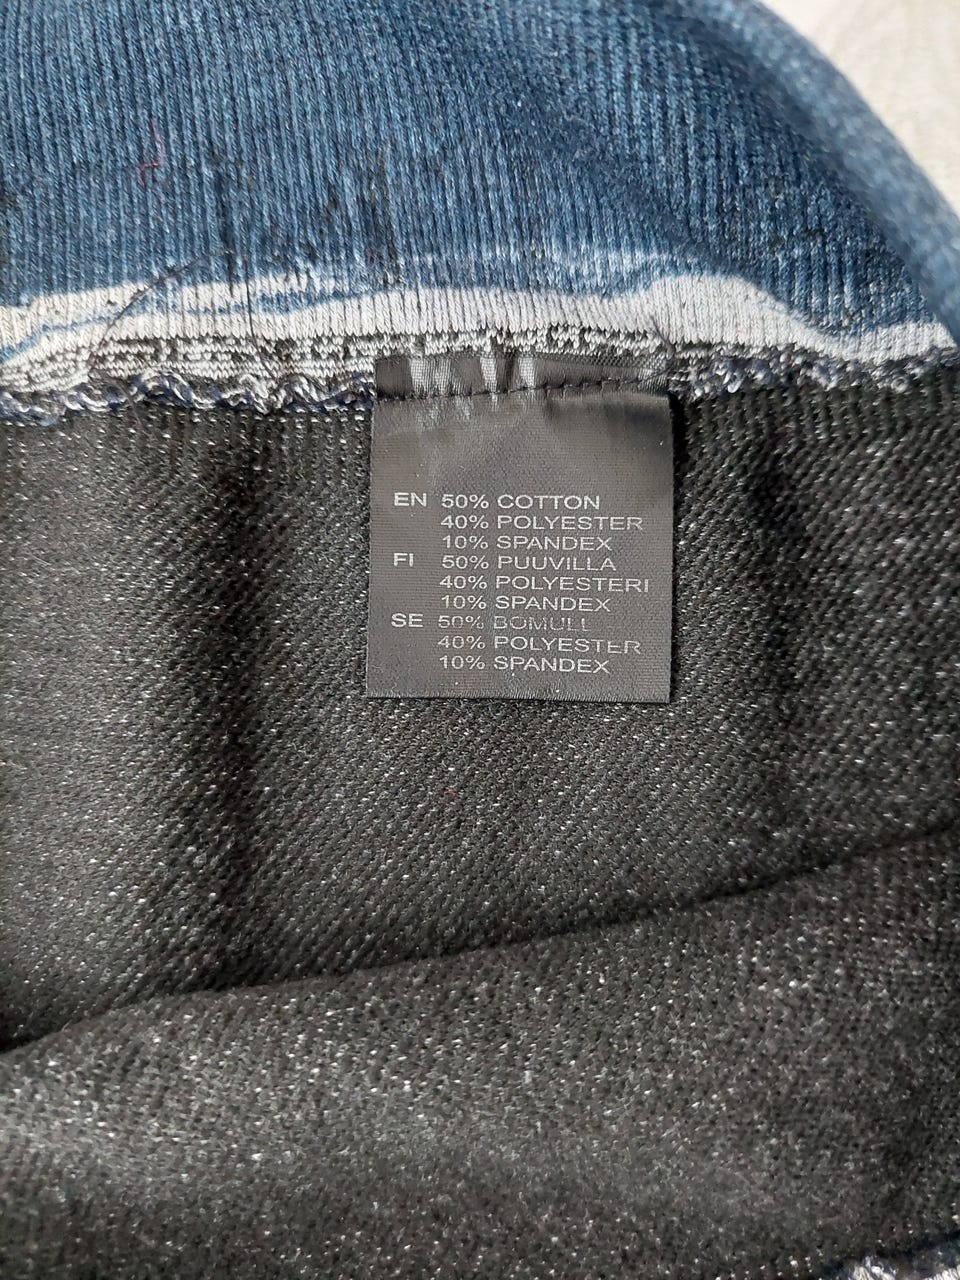 EN 50% COTTON
40% POLYESTER
10% SPANDEX
FI 50% PUUVILLA
40% POLYESTERI
10% SPANDEX
SE 50% BOMULL
40% POLYESTER
10% SPANDEX